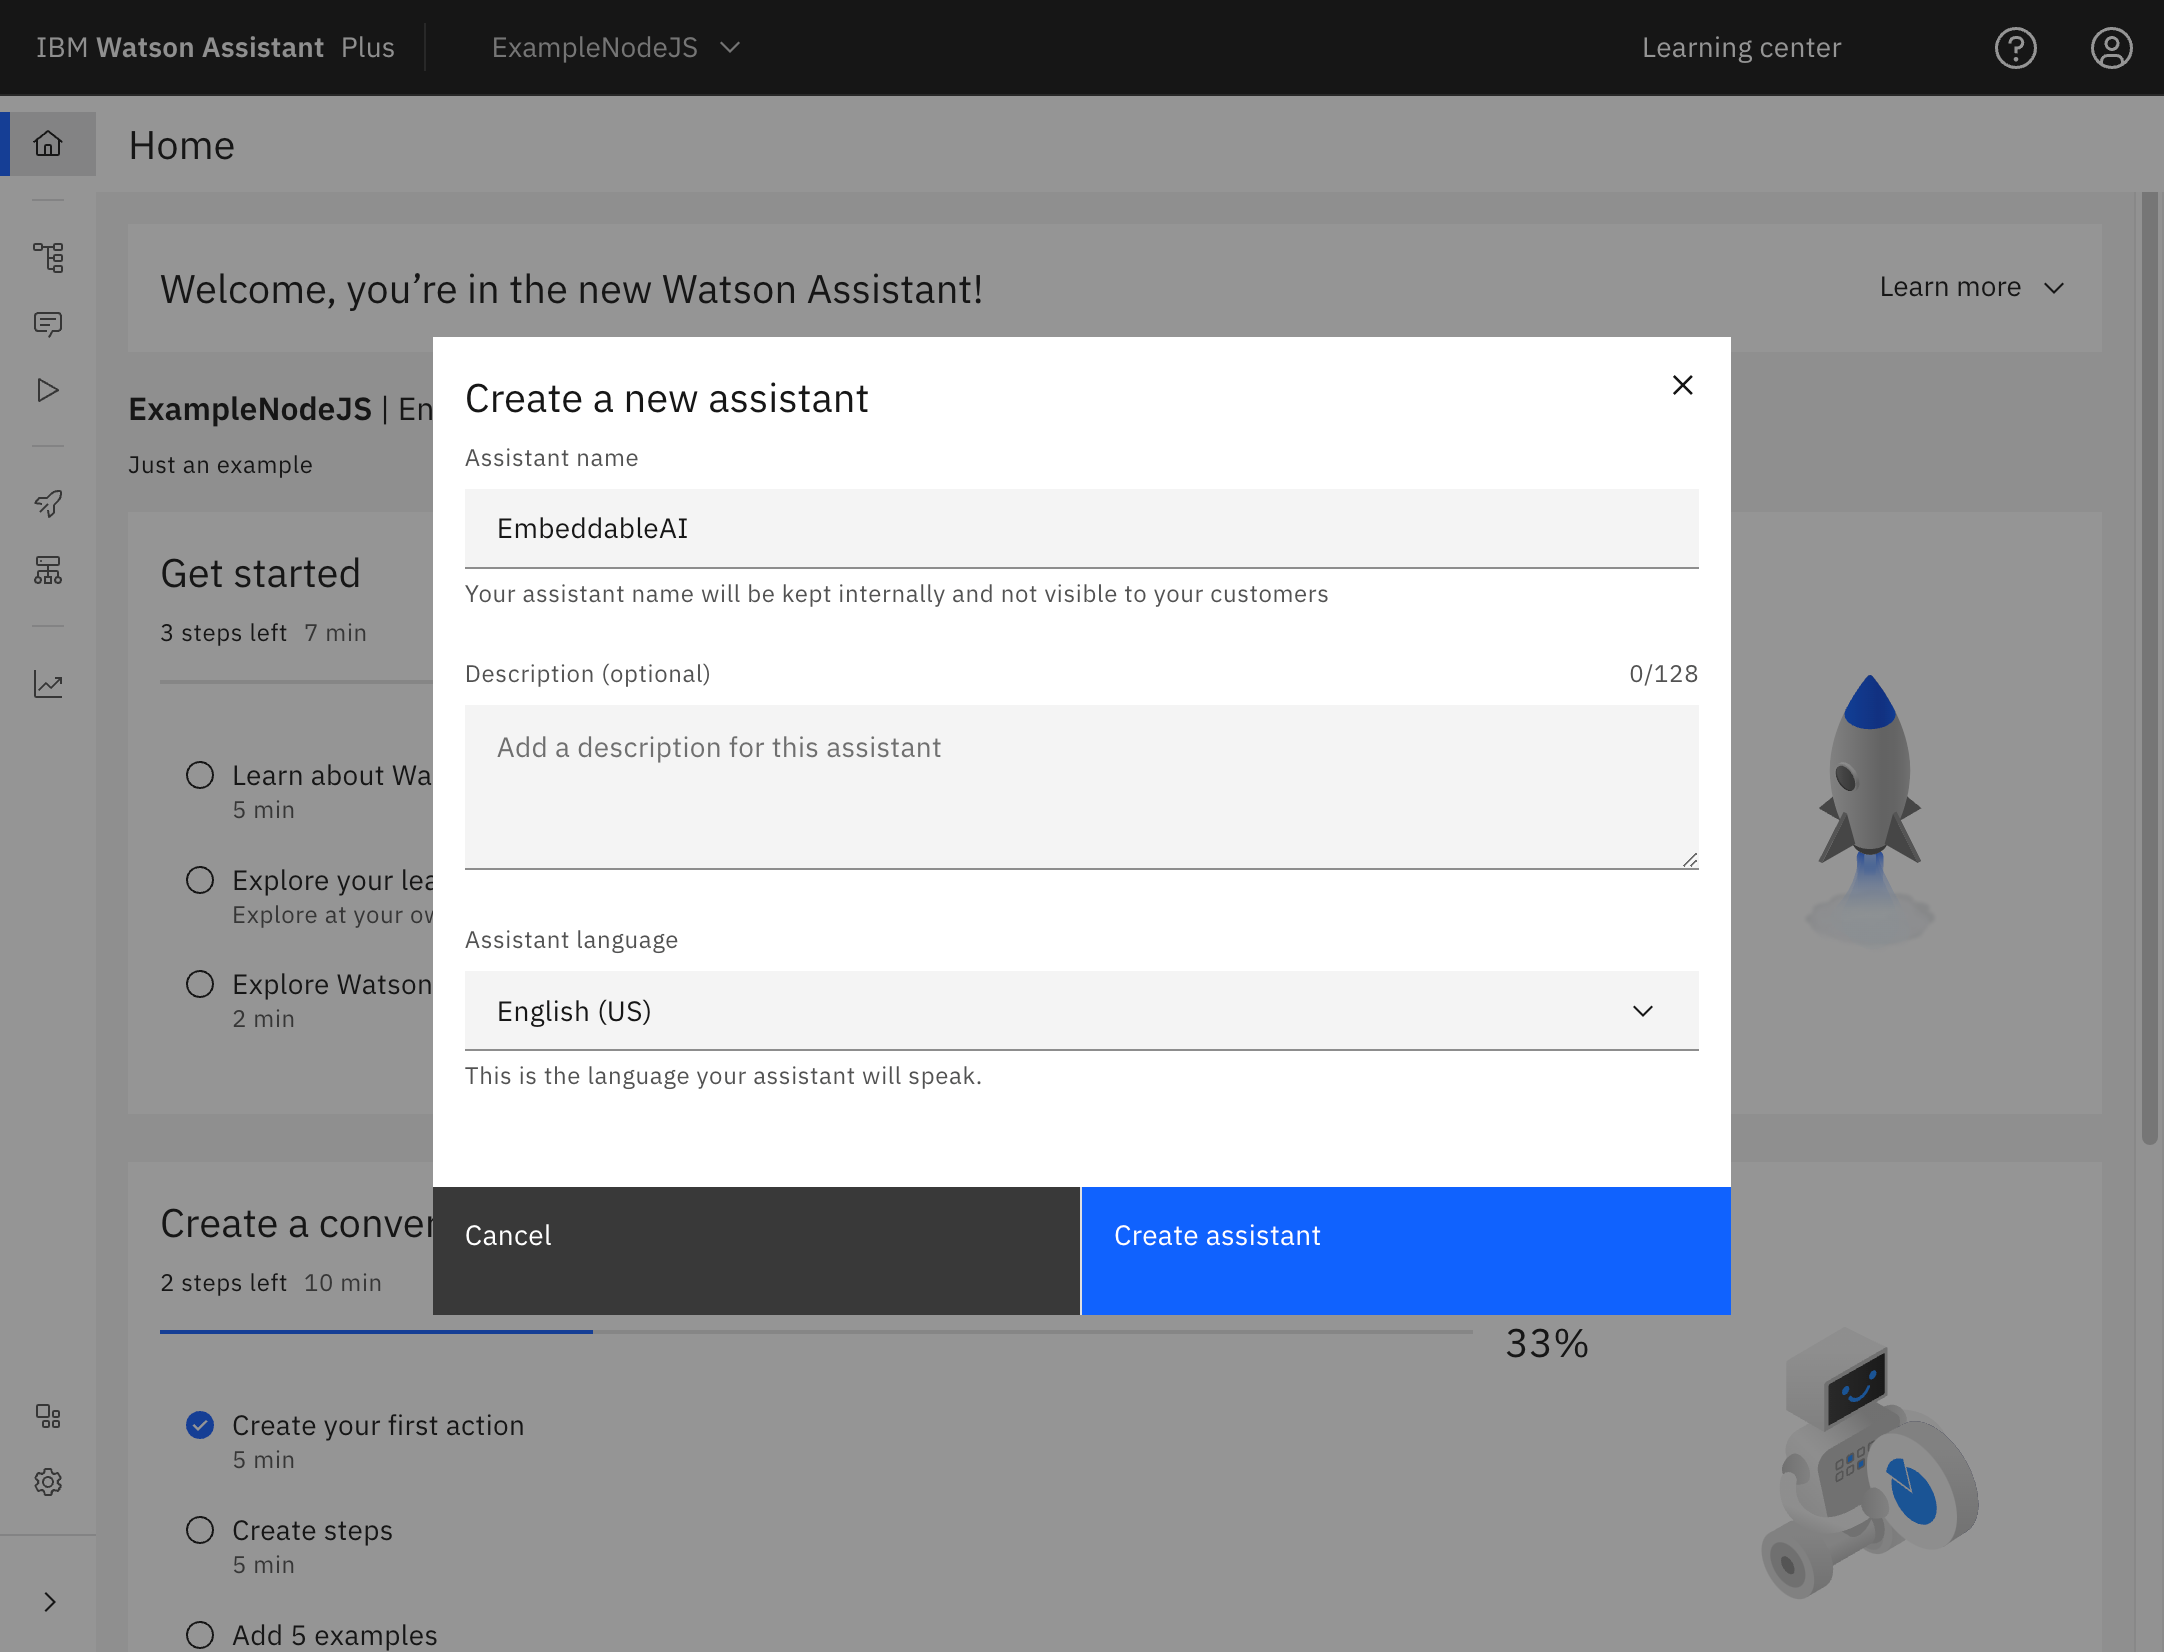 IBM Watson Assistant Plus
ExampleNodeJS
Learning center
Home
Welcome, you’re in the new Watson Assistant!
Learn more
ExampleNodeJS | En
Just an example
Get started
3 steps left 7 min
Learn about Wa
5 min
Explore your lea
Explore at your ow
Explore Watson
2 min
Create a new assistant
Assistant name
EmbeddableAI
Your assistant name will be kept internally and not visible to your customers
Description (optional)
0/128
Add a description for this assistant
Assistant language
English (US)
This is the language your assistant will speak.
Cancel
Create assistant
Create a conver
2 steps left 10 min
33%
Create your first action
5 min
Create steps
5 min
Add 5 examples